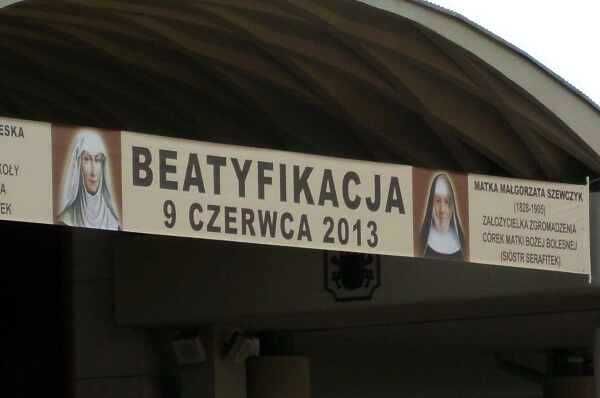 ESKA
KOŁY
A
EK
BEATYFIKACJA
9 CZERWCA 2013
MATKA MAŁGORZATA SZEWCZYK
(1828-1905)
ZAŁOŻYCIELKA ZGROMADZENIA
CÓREK MATKI BOŻEJ BOLESNEJ
(SIÓSTR SERAFITEK)